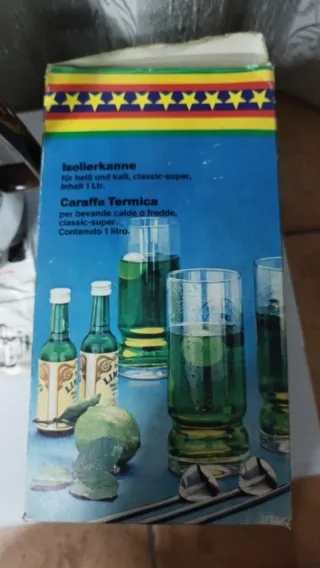 Isolierkanne
für heiß und kalt, classic-super,
Inhalt 1 Ltr.
Caraffa Termica
per bevande calde o fredde,
classic-super.
Contenuto 1 litro.